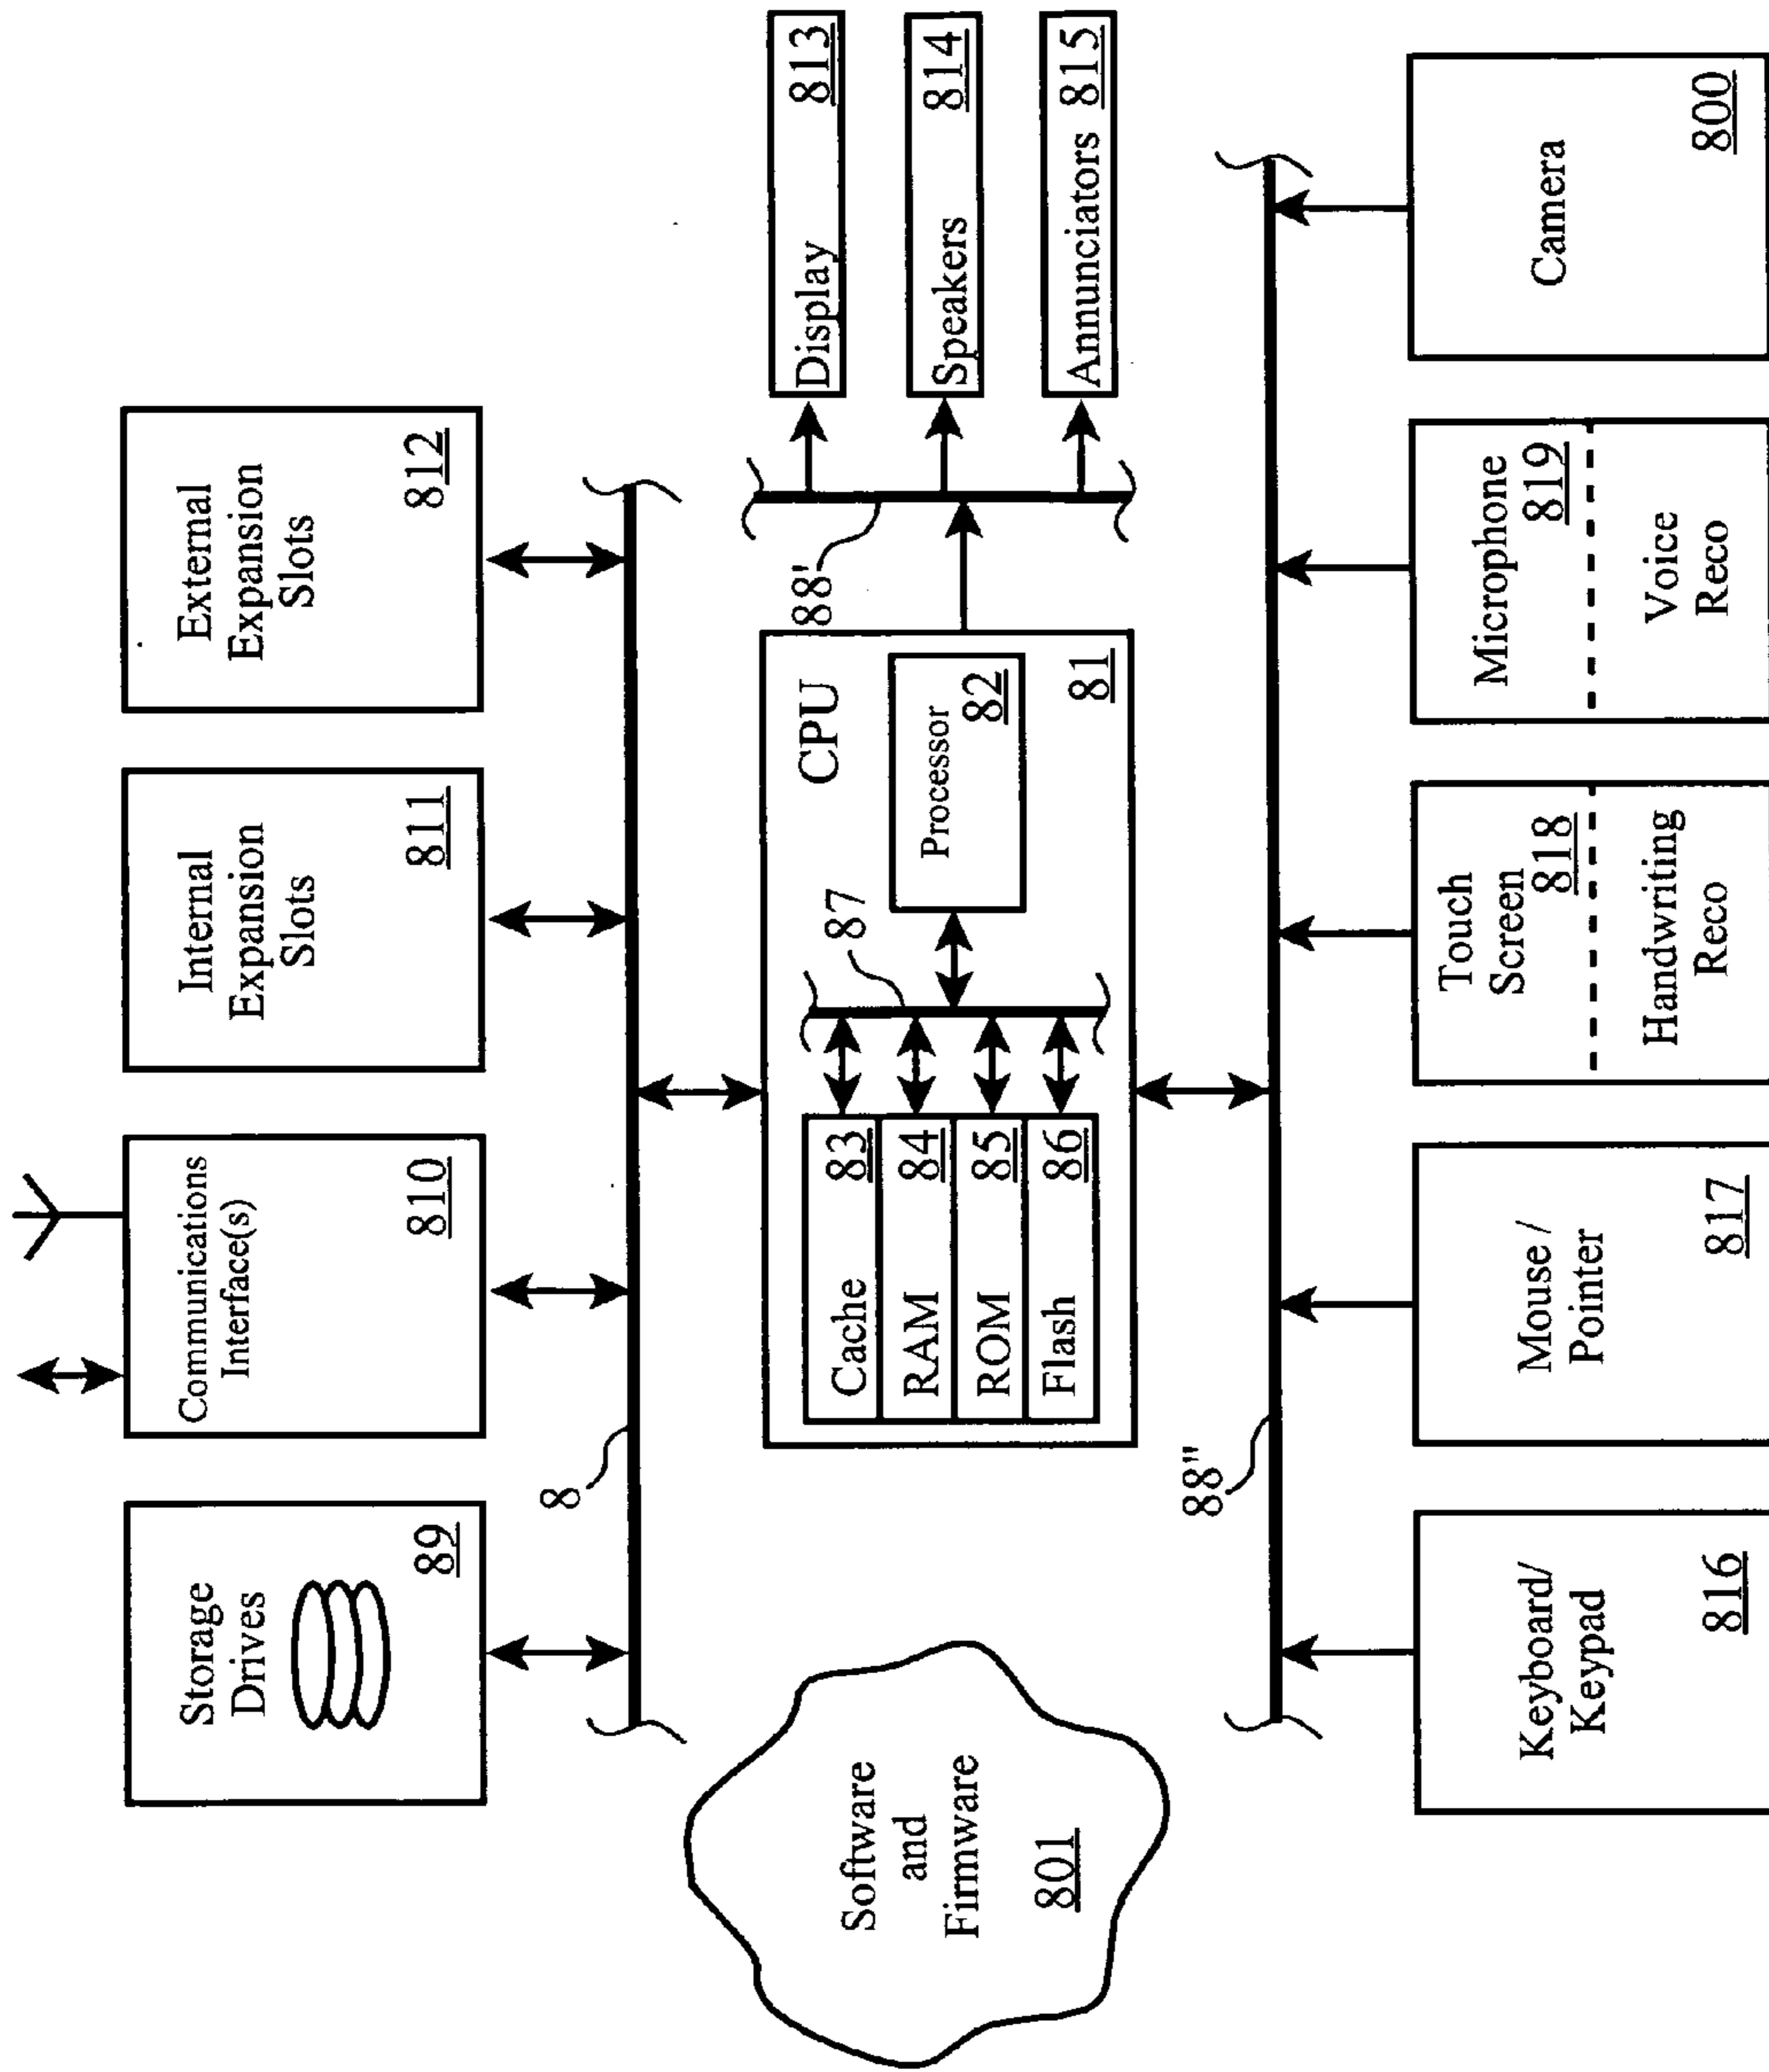 Storage
Drives
89
Communications
Interface(s)
810
Internal
Expansion
Slots
811
External
Expansion
Slots
812
8
Software
and
Firmware
801
CPU
Cache 83
RAM 84
ROM 85
Flash 86
87
Processor
82
81
88'
Display 813
Speakers 814
Annunciators 815
88"
Keyboard/
Keypad
816
Mouse /
Pointer
817
Touch
Screen
818
Handwriting
Reco
Microphone
819
Voice
Reco
Camera
800